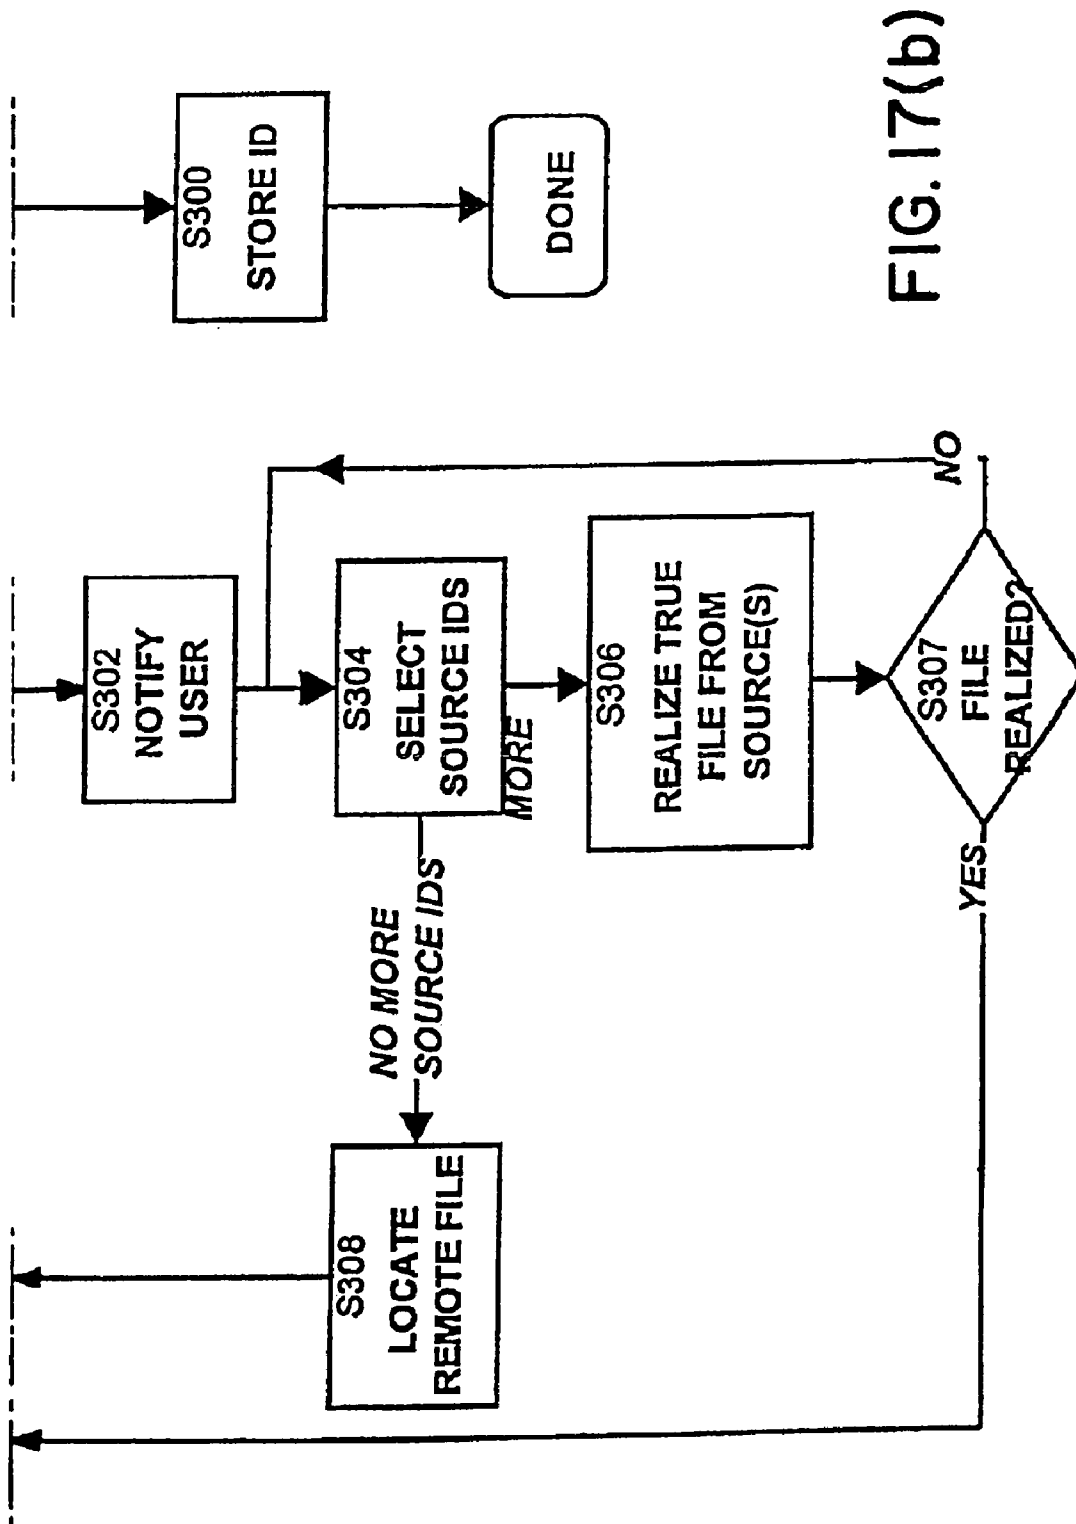 S302
NOTIFY
USER
S304
SELECT
SOURCE IDS
MORE
NO MORE
SOURCE IDS
S308
LOCATE
REMOTE FILE
S306
REALIZE TRUE
FILE FROM
SOURCE(S)
S307
FILE
REALIZED?
YES
NO
S300
STORE ID
DONE
FIG. 17(b)